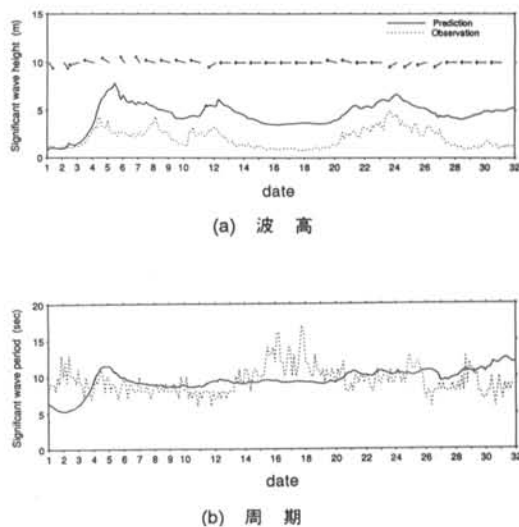 15
10
5
0
Significant wave height (m)
Prediction
Observation
1 2 3 4 5 6 7 8 9 10 12 14 16 18 20 22 24 26 28 30 32
date
(a) 波 高
20
15
10
5
0
Significant wave period (sec)
1 2 3 4 5 6 7 8 9 10 12 14 16 18 20 22 24 26 28 30 32
date
(b) 周 期